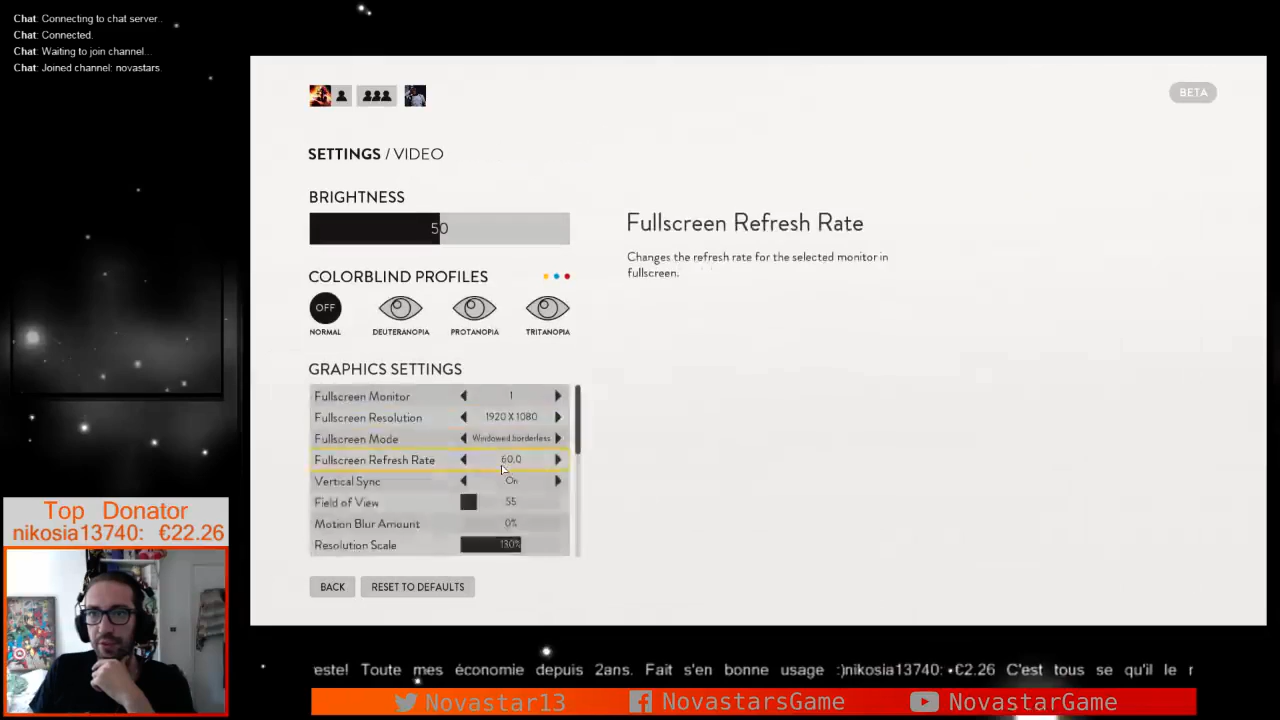 Chat: Connecting to chat server..
Chat: Connected.
Chat: Waiting to join channel...
Chat: Joined channel: novastars.
BETA
SETTINGS / VIDEO
BRIGHTNESS
50
COLORBLIND PROFILES
OFF
NORMAL DEUTERANOPIA PROTANOPIA TRITANOPIA
GRAPHICS SETTINGS
Fullscreen Monitor 1
Fullscreen Resolution 1920 X 1080
Fullscreen Mode Windowed borderless
Fullscreen Refresh Rate 60.0
Vertical Sync On
Field of View 55
Motion Blur Amount 0%
Resolution Scale 130%
BACK RESET TO DEFAULTS
Fullscreen Refresh Rate
Changes the refresh rate for the selected monitor in
fullscreen.
Top Donator
nikosia13740: €22.26
reste! Toute mes économie depuis 2ans. Fait s'en bonne usage :)nikosia13740: €2.26 C'est tous se qu'il le
Novastar13 NovastarsGame NovastarGame